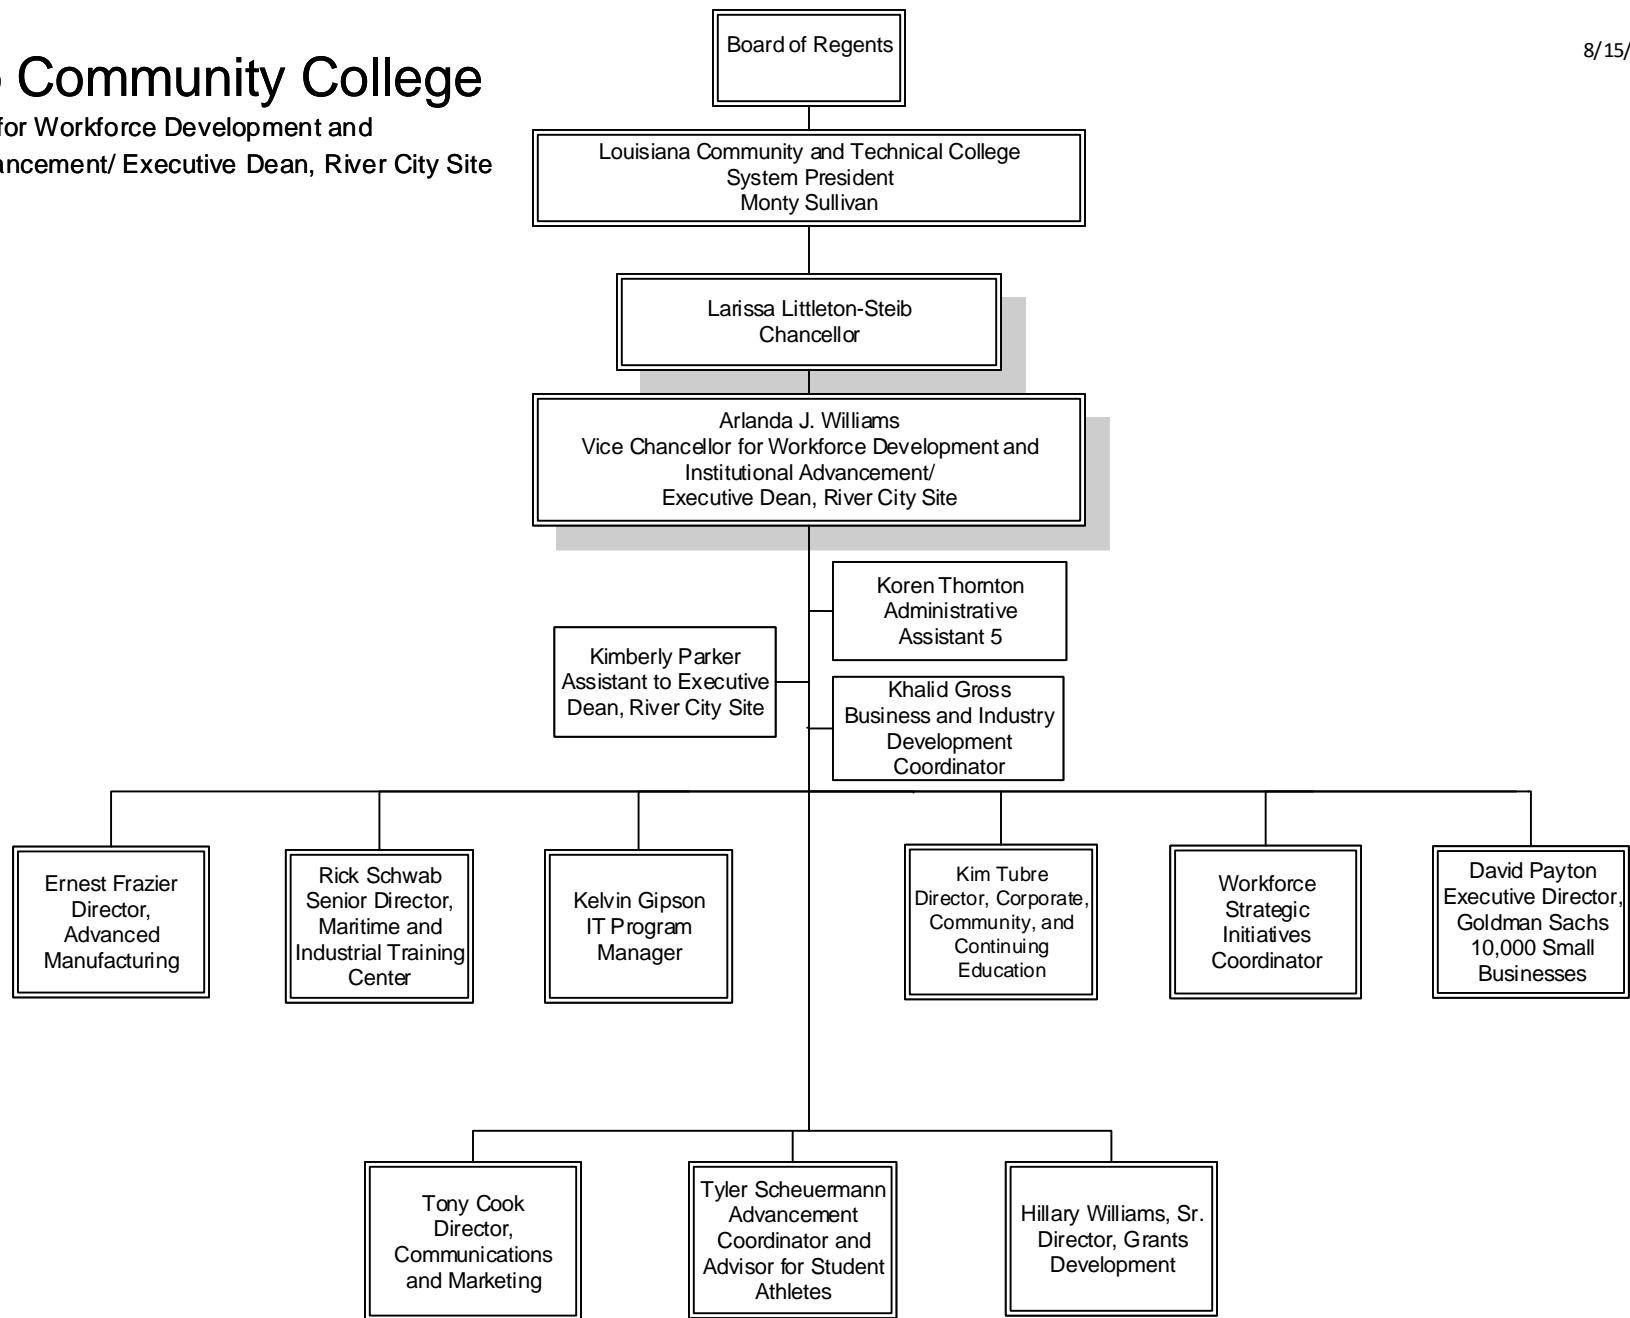 Board of Regents
8/15/
Community College
for Workforce Development and
ancement/ Executive Dean, River City Site
Louisiana Community and Technical College
System President
Monty Sullivan
Larissa Littleton-Steib
Chancellor
Arlanda J. Williams
Vice Chancellor for Workforce Development and
Institutional Advancement/
Executive Dean, River City Site
Koren Thornton
Administrative
Assistant 5
Kimberly Parker
Assistant to Executive
Dean, River City Site
Khalid Gross
Business and Industry
Development
Coordinator
Ernest Frazier
Director,
Advanced
Manufacturing
Rick Schwab
Senior Director,
Maritime and
Industrial Training
Center
Kelvin Gipson
IT Program
Manager
Kim Tubre
Director, Corporate,
Community, and
Continuing
Education
Workforce
Strategic
Initiatives
Coordinator
David Payton
Executive Director,
Goldman Sachs
10,000 Small
Businesses
Tony Cook
Director,
Communications
and Marketing
Tyler Scheuermann
Advancement
Coordinator and
Advisor for Student
Athletes
Hillary Williams, Sr.
Director, Grants
Development